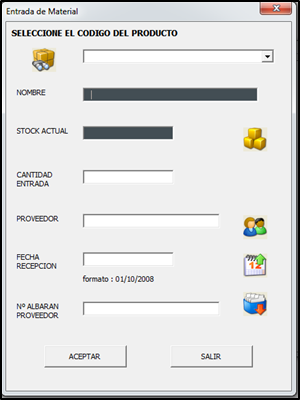 Entrada de Material
SELECCIONE EL CODIGO DEL PRODUCTO
NOMBRE
STOCK ACTUAL
CANTIDAD
ENTRADA
PROVEEDOR
FECHA
RECEPCION
12
formato : 01/10/2008
Nº ALBARAN
PROVEEDOR
ACEPTAR
SALIR